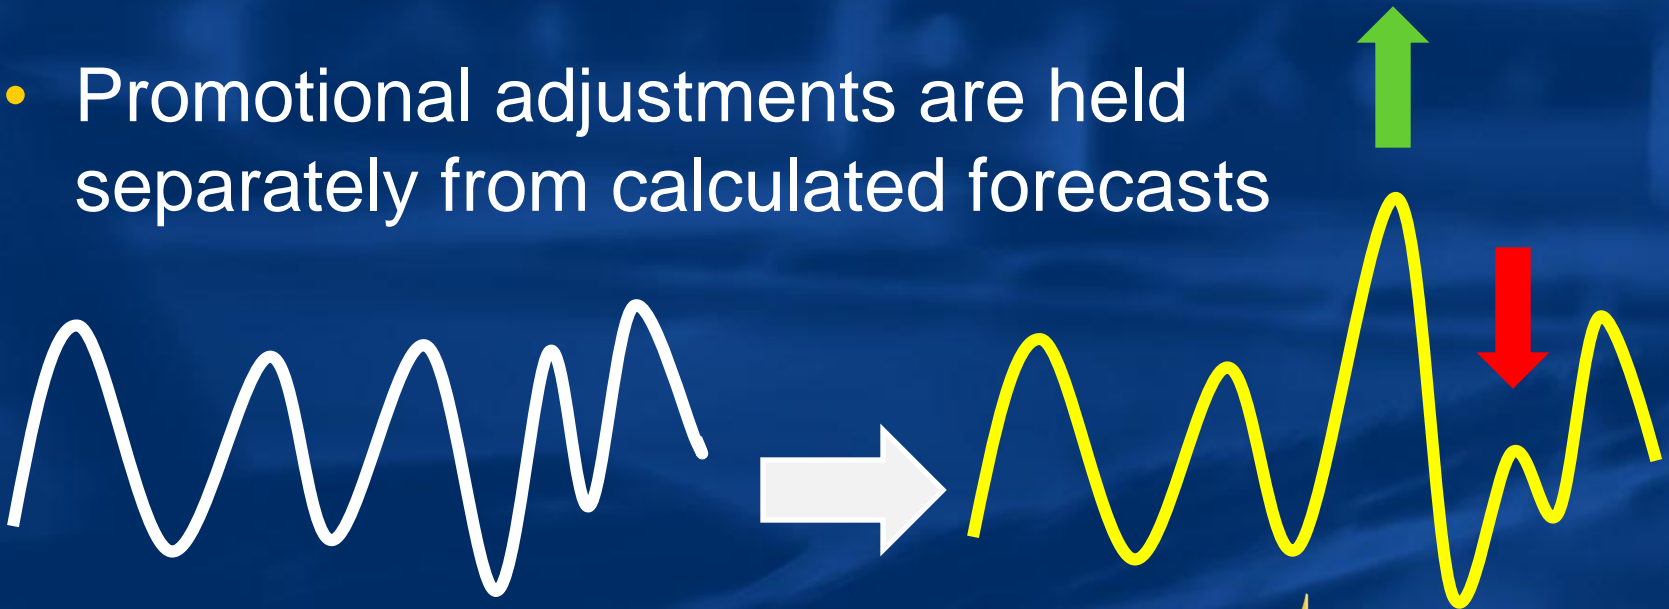 • Promotional adjustments are held
separately from calculated forecasts